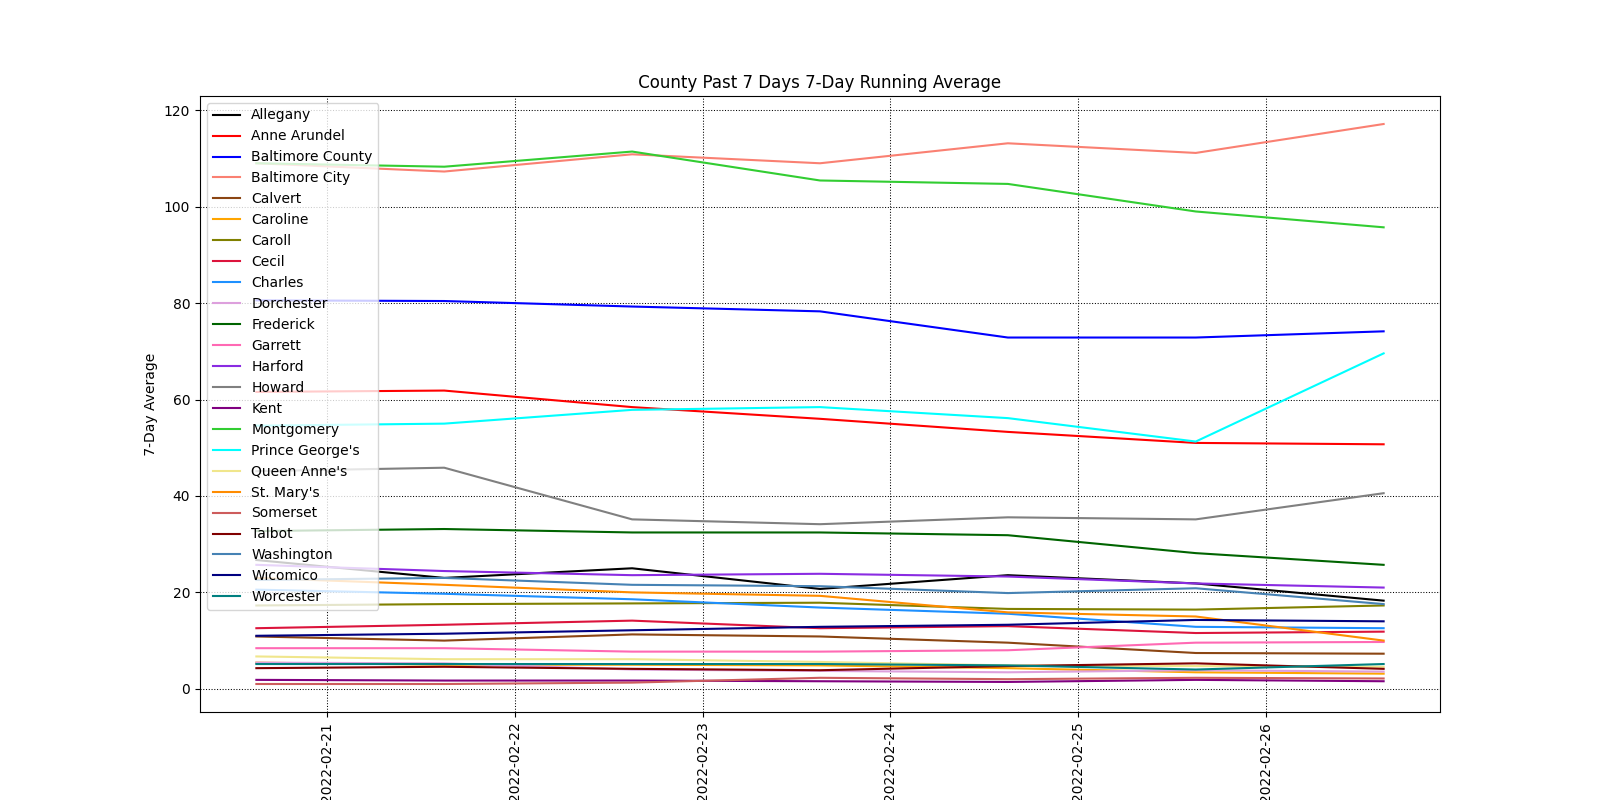 County Past 7 Days 7-Day Running Average
120
100
80
60
40
20
0
7-Day Average
Allegany
Anne Arundel
Baltimore County
Baltimore City
Calvert
Caroline
Caroll
Cecil
Charles
Dorchester
Frederick
Garrett
Harford
Howard
Kent
Montgomery
Prince George's
Queen Anne's
St. Mary's
Somerset
Talbot
Washington
Wicomico
Worcester
2022-02-21
2022-02-22
2022-02-23
2022-02-24
2022-02-25
2022-02-26